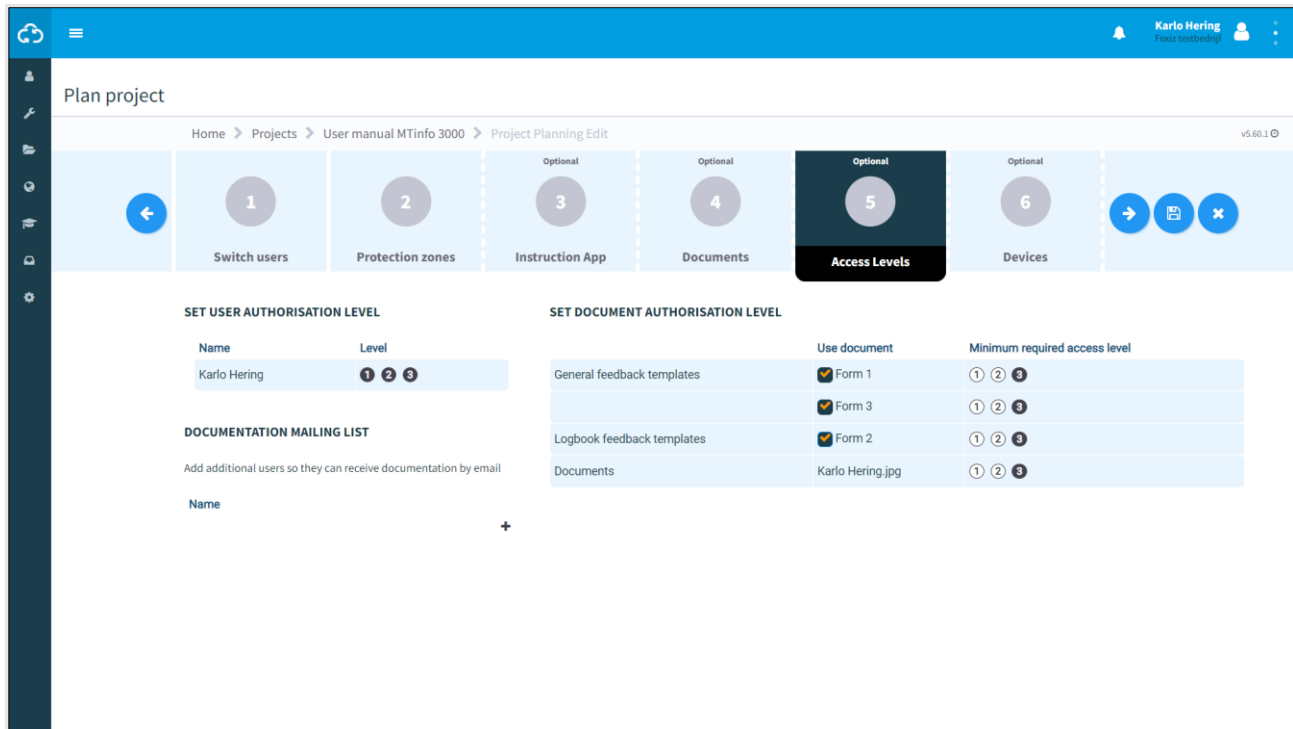 Karlo Hering
Foxiz testbedrijf
Plan project
Home Projects User manual MTinfo 3000 Project Planning Edit v5.60.1
Optional Optional Optional Optional
1 2 3 4 5 6
Switch users Protection zones Instruction App Documents Access Levels Devices
SET USER AUTHORISATION LEVEL
Name Level
Karlo Hering 1 2 3
DOCUMENTATION MAILING LIST
Add additional users so they can receive documentation by email
Name
SET DOCUMENT AUTHORISATION LEVEL
Use document Minimum required access level
General feedback templates Form 1 1 2 3
Form 3 1 2 3
Logbook feedback templates Form 2 1 2 3
Documents Karlo Hering.jpg 1 2 3